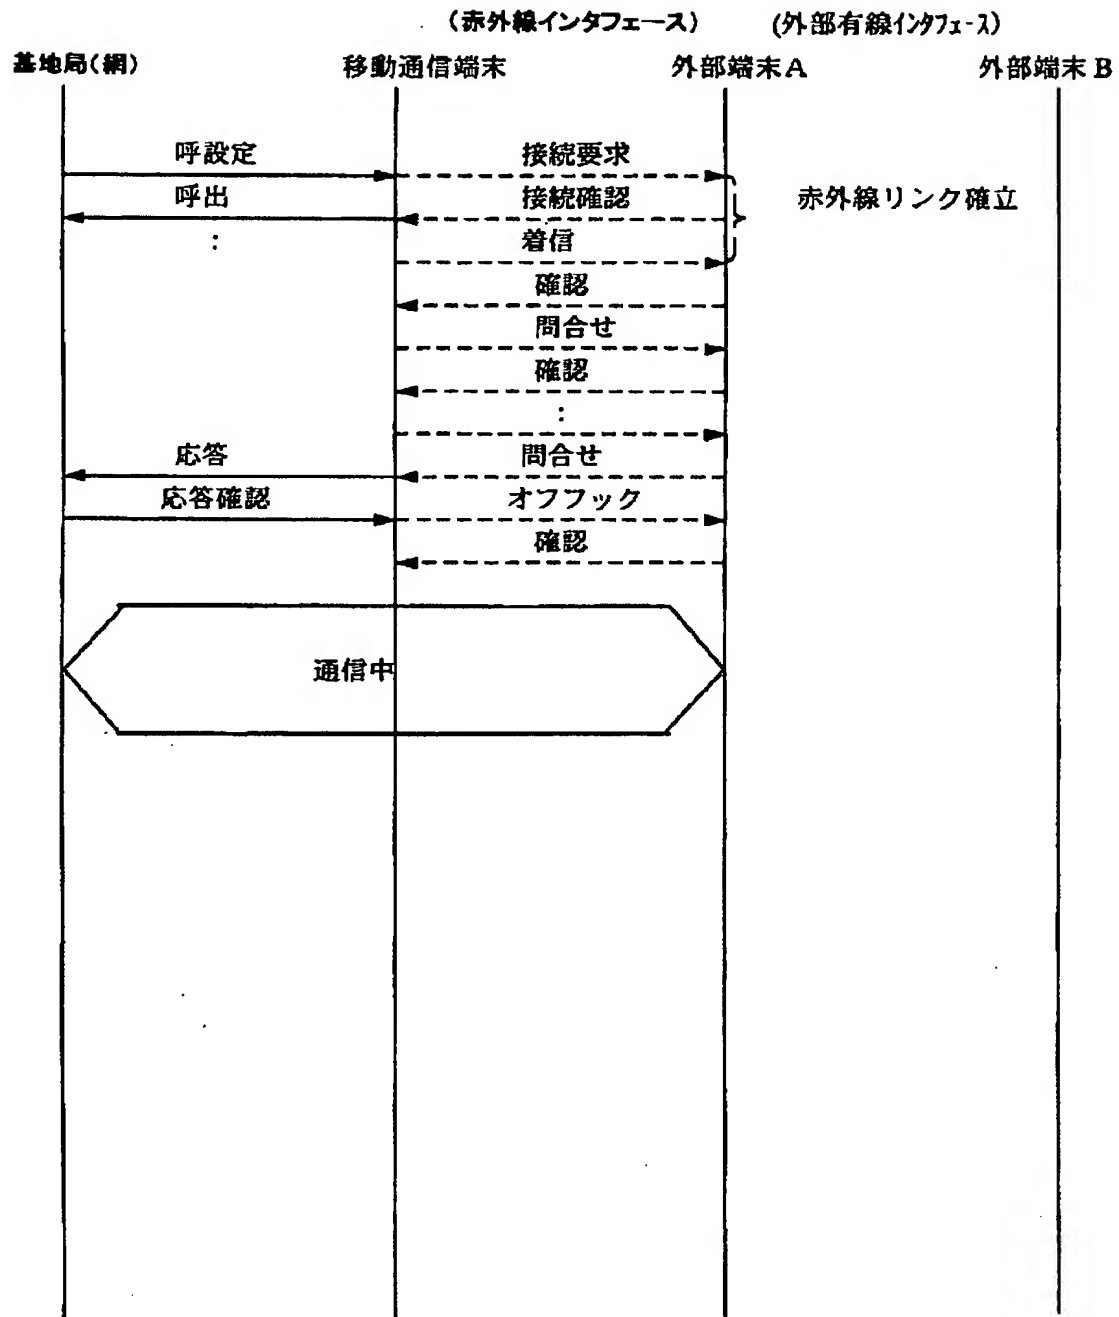 (赤外線インタフェース) (外部有線インタフェース)
基地局(網) 移動通信端末 外部端末A 外部端末B
呼設定 接続要求
呼出 接続確認 赤外線リンク確立
: 着信
確認
問合せ
確認
:
応答 問合せ
応答確認 オフフック
確認
通信中